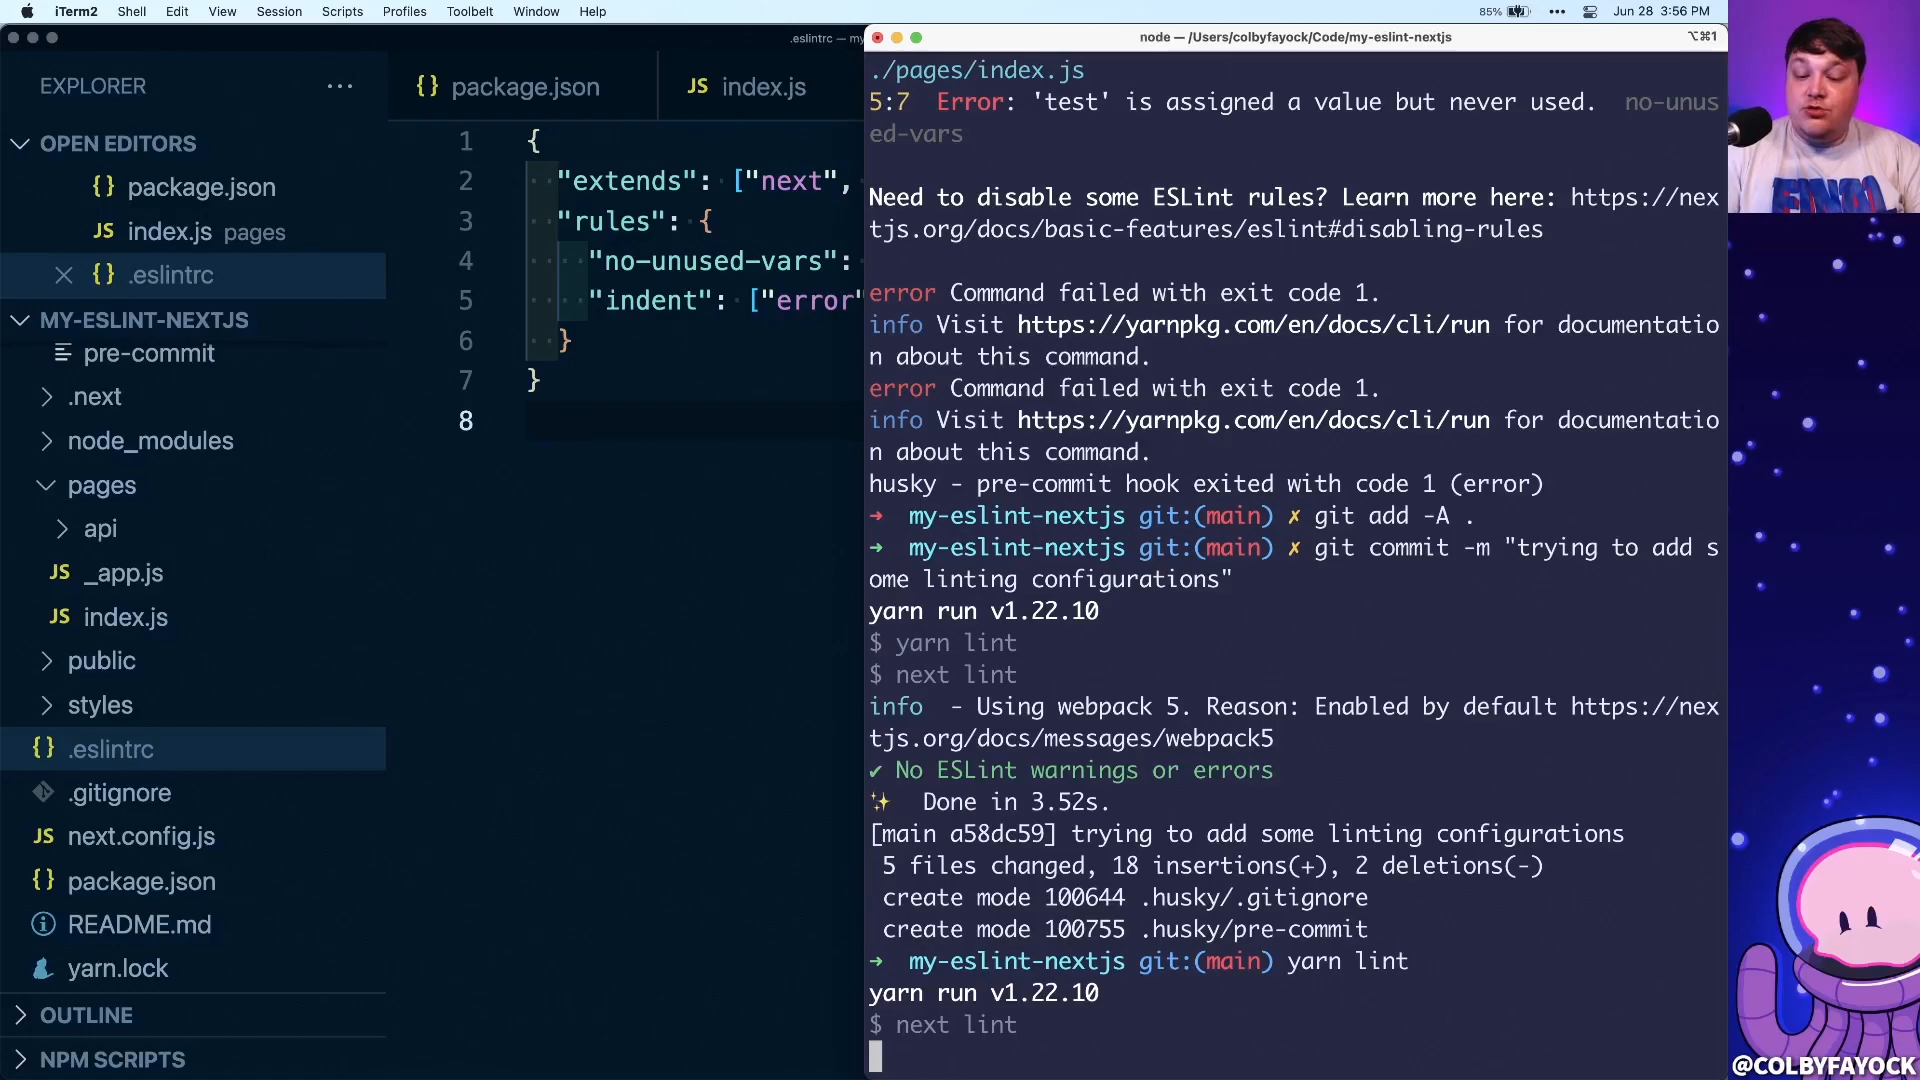 iTerm2 Shell Edit View Session Scripts Profiles Toolbelt Window Help 85% Jun 28 3:56 PM
.eslintrc — my
node — /Users/colbyfayock/Code/my-eslint-nextjs ⌥⌘1
EXPLORER
OPEN EDITORS
{} package.json
JS index.js pages
{} .eslintrc
MY-ESLINT-NEXTJS
pre-commit
.next
node_modules
pages
api
JS _app.js
JS index.js
public
styles
{} .eslintrc
.gitignore
JS next.config.js
{} package.json
README.md
yarn.lock
OUTLINE
NPM SCRIPTS
{} package.json JS index.js
1 {
2 "extends": ["next",
3 "rules": {
4 "no-unused-vars":
5 "indent": ["error"
6 }
7 }
8
./pages/index.js
5:7 Error: 'test' is assigned a value but never used. no-unus
ed-vars
Need to disable some ESLint rules? Learn more here: https://nex
tjs.org/docs/basic-features/eslint#disabling-rules
error Command failed with exit code 1.
info Visit https://yarnpkg.com/en/docs/cli/run for documentatio
n about this command.
error Command failed with exit code 1.
info Visit https://yarnpkg.com/en/docs/cli/run for documentatio
n about this command.
husky - pre-commit hook exited with code 1 (error)
➜ my-eslint-nextjs git:(main) ✗ git add -A .
➜ my-eslint-nextjs git:(main) ✗ git commit -m "trying to add s
ome linting configurations"
yarn run v1.22.10
$ yarn lint
$ next lint
info - Using webpack 5. Reason: Enabled by default https://nex
tjs.org/docs/messages/webpack5
✔ No ESLint warnings or errors
✨ Done in 3.52s.
[main a58dc59] trying to add some linting configurations
5 files changed, 18 insertions(+), 2 deletions(-)
create mode 100644 .husky/.gitignore
create mode 100755 .husky/pre-commit
➜ my-eslint-nextjs git:(main) yarn lint
yarn run v1.22.10
$ next lint
@COLBYFAYOCK